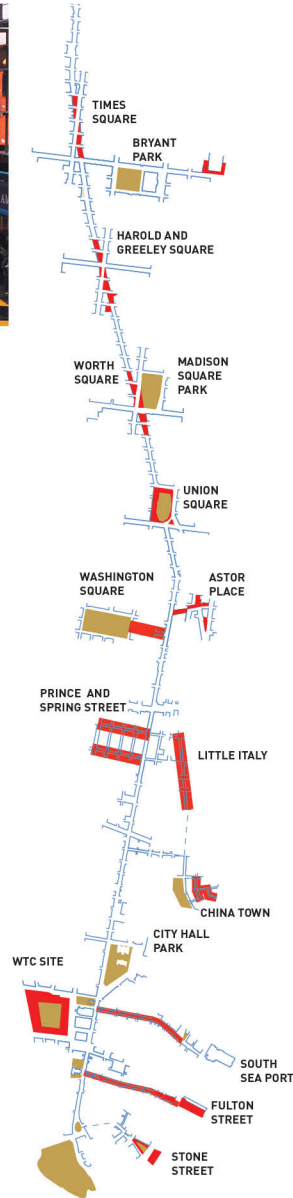 TIMES
SQUARE
BRYANT
PARK
HAROLD AND
GREELEY SQUARE
WORTH
SQUARE
MADISON
SQUARE
PARK
UNION
SQUARE
WASHINGTON
SQUARE
ASTOR
PLACE
PRINCE AND
SPRING STREET
LITTLE ITALY
CHINA TOWN
CITY HALL
PARK
WTC SITE
SOUTH
SEA PORT
FULTON
STREET
STONE
STREET